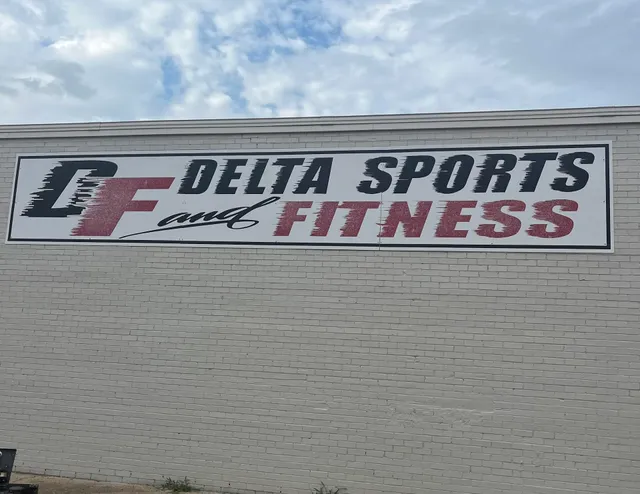 DF DELTA SPORTS
and FITNESS